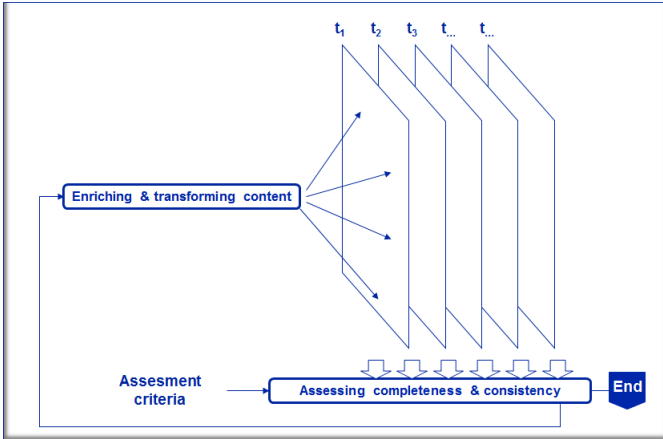 t1 t2 t3 t... t...
Enriching & transforming content
Assesment
criteria
Assessing completeness & consistency
End